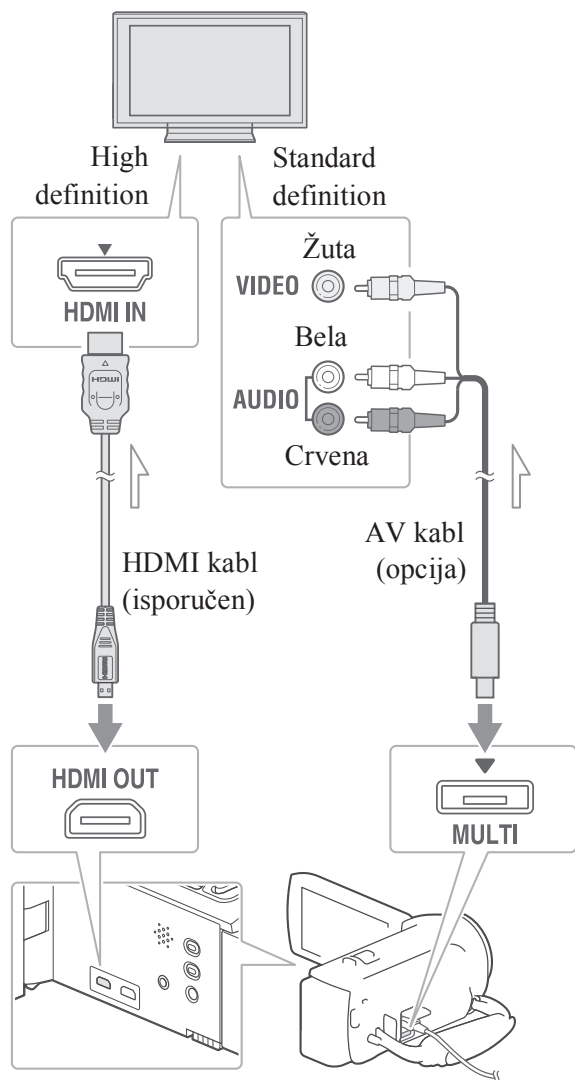 High
definition
Standard
definition
HDMI IN
Žuta
VIDEO
Bela
AUDIO
Crvena
HDMI
HDMI kabl
(isporučen)
AV kabl
(opcija)
HDMI OUT
MULTI